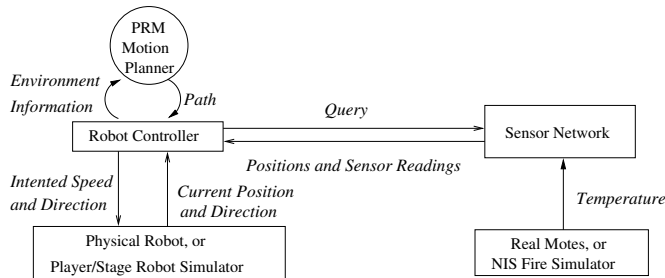 PRM
Motion
Planner
Environment
Information
Path
Query
Robot Controller
Sensor Network
Positions and Sensor Readings
Intented Speed
and Direction
Current Position
and Direction
Temperature
Physical Robot, or
Player/Stage Robot Simulator
Real Motes, or
NIS Fire Simulator